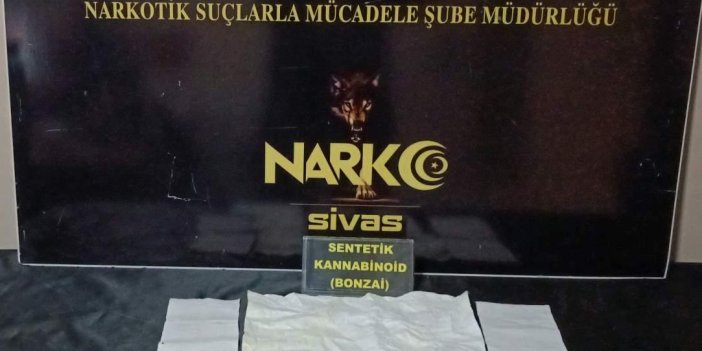 NARKOTİK SUÇLARLA MÜCADELE ŞUBE MÜDÜRLÜĞÜ
NARKO
sivas
SENTETİK
KANNABİNOİD
(BONZAİ)